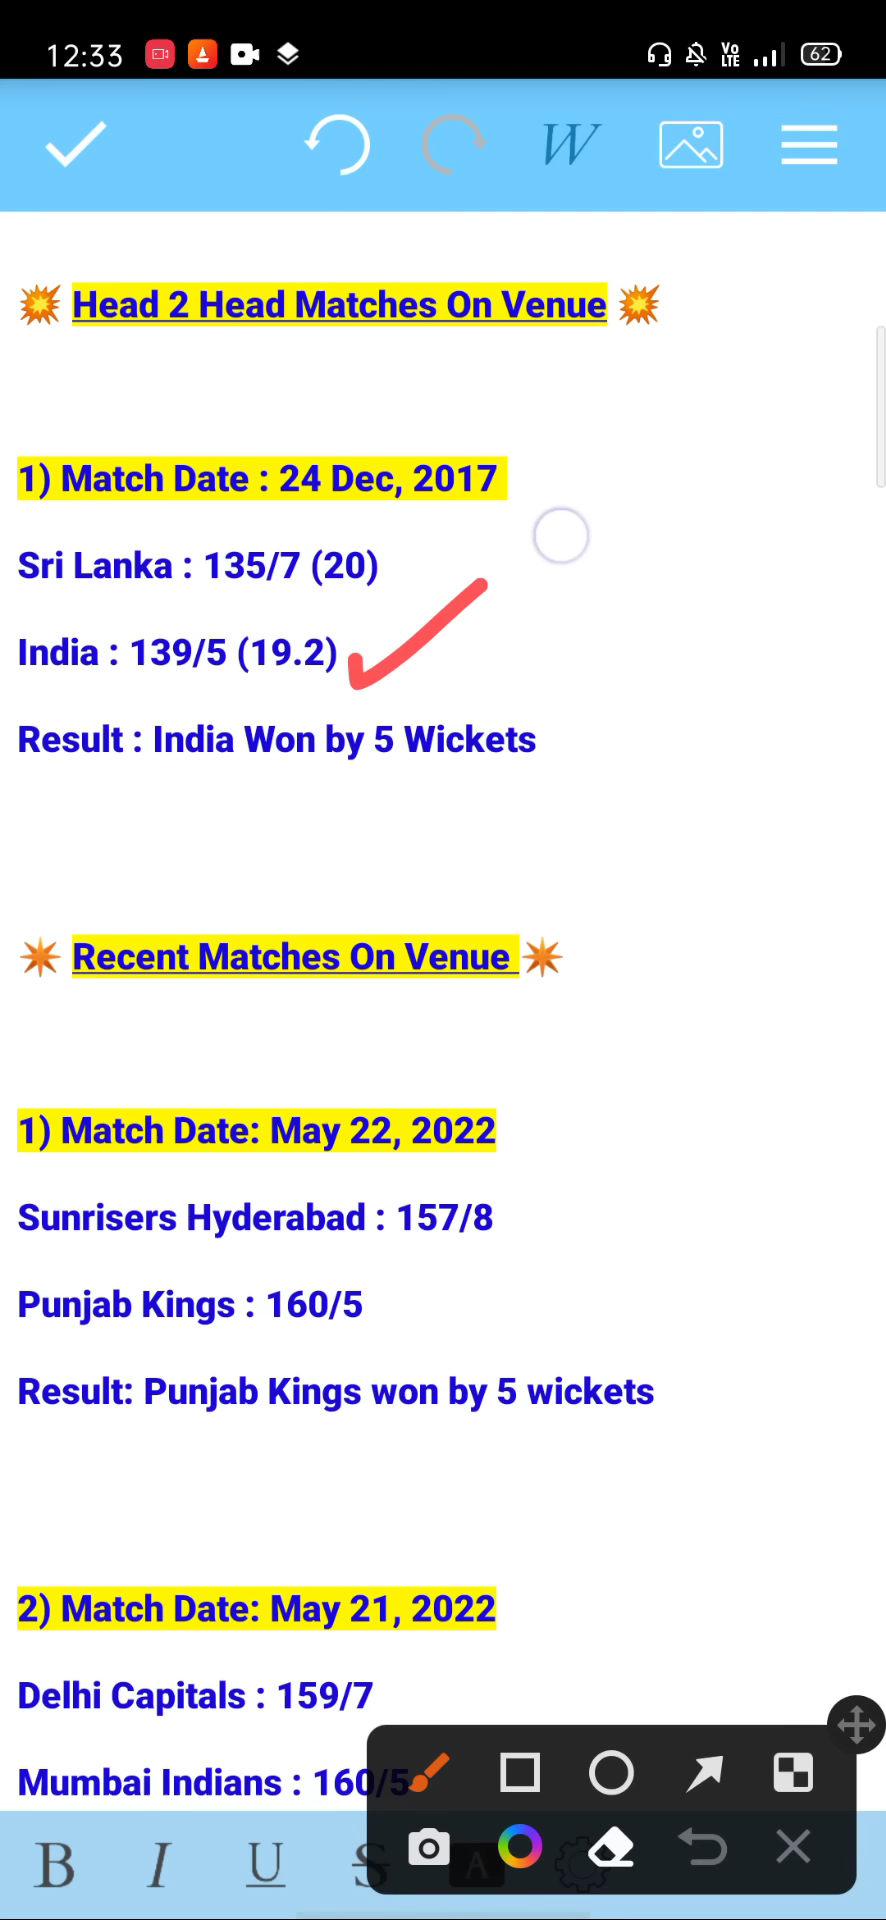 12:33
Vo LTE
62
W
💥 Head 2 Head Matches On Venue 💥
1) Match Date : 24 Dec, 2017
Sri Lanka : 135/7 (20)
India : 139/5 (19.2)
Result : India Won by 5 Wickets
Recent Matches On Venue
1) Match Date: May 22, 2022
Sunrisers Hyderabad : 157/8
Punjab Kings : 160/5
Result: Punjab Kings won by 5 wickets
2) Match Date: May 21, 2022
Delhi Capitals : 159/7
Mumbai Indians : 160/5
B I U S A